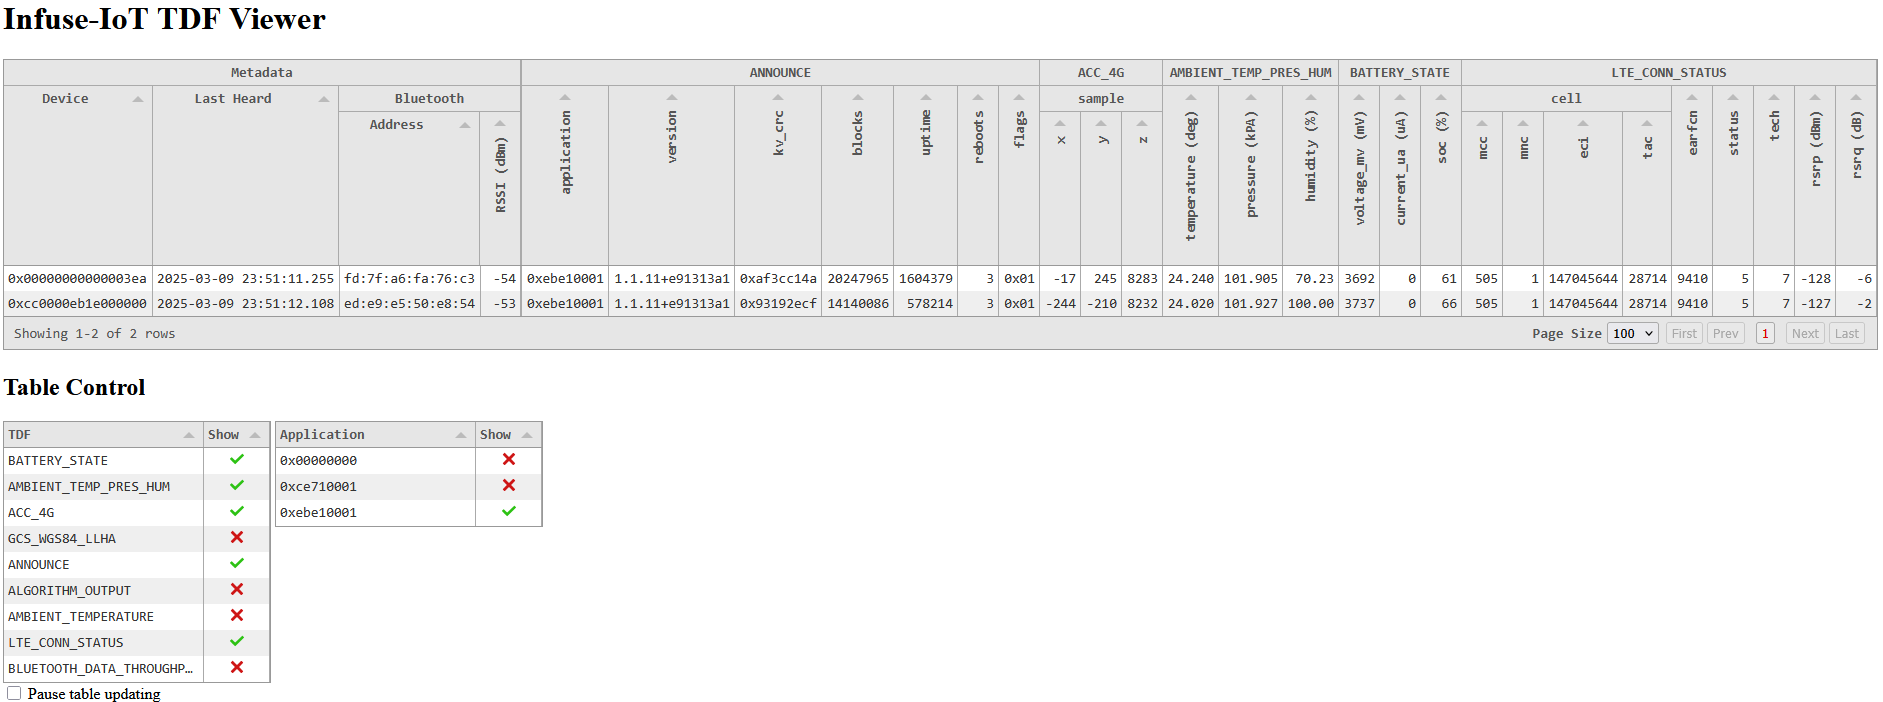 Infuse-IoT TDF Viewer
Metadata ANNOUNCE ACC_4G AMBIENT_TEMP_PRES_HUM BATTERY_STATE LTE_CONN_STATUS
Device Last Heard Bluetooth application version kv_crc blocks uptime reboots flags sample temperature (deg) pressure (kPA) humidity (%) voltage_mv (mV) current_ua (uA) soc (%) cell earfcn status tech rsrp (dBm) rsrq (dB)
Address RSSI (dBm) x y z mcc mnc eci tac
0x00000000000003ea 2025-03-09 23:51:11.255 fd:7f:a6:fa:76:c3 -54 0xebe10001 1.1.11+e91313a1 0xaf3cc14a 20247965 1604379 3 0x01 -17 245 8283 24.240 101.905 70.23 3692 0 61 505 1 147045644 28714 9410 5 7 -128 -6
0xcc0000eb1e000000 2025-03-09 23:51:12.108 ed:e9:e5:50:e8:54 -53 0xebe10001 1.1.11+e91313a1 0x93192ecf 14140086 578214 3 0x01 -244 -210 8232 24.020 101.927 100.00 3737 0 66 505 1 147045644 28714 9410 5 7 -127 -2
Showing 1-2 of 2 rows Page Size 100 First Prev 1 Next Last
Table Control
TDF Show Application Show
BATTERY_STATE 0x00000000
AMBIENT_TEMP_PRES_HUM 0xce710001
ACC_4G 0xebe10001
GCS_WGS84_LLHA
ANNOUNCE
ALGORITHM_OUTPUT
AMBIENT_TEMPERATURE
LTE_CONN_STATUS
BLUETOOTH_DATA_THROUGHP…
Pause table updating